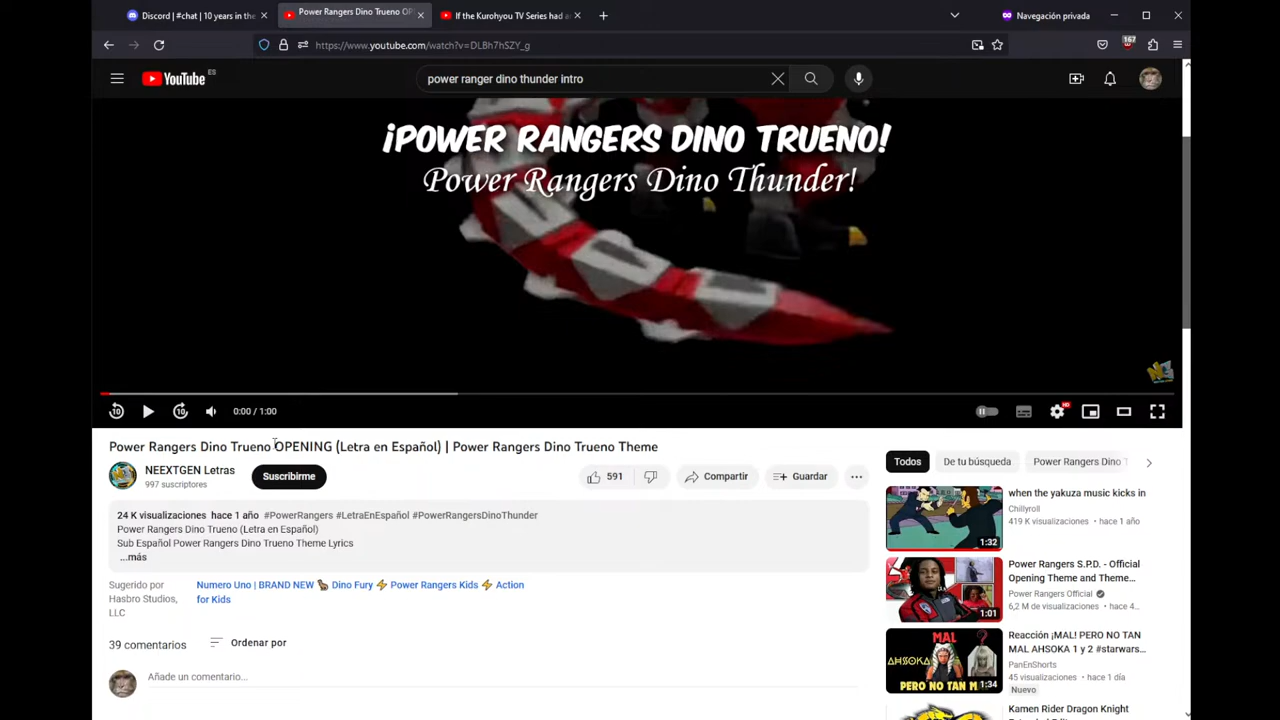 Discord | #chat | 10 years in the
Power Rangers Dino Trueno OP
If the Kurohyou TV Series had a
Navegación privada
https://www.youtube.com/watch?v=DLBh7hSZY_g
167
YouTube ES
power ranger dino thunder intro
¡POWER RANGERS DINO TRUENO!
Power Rangers Dino Thunder!
10
10
0:00 / 1:00
HD
Power Rangers Dino Trueno OPENING (Letra en Español) | Power Rangers Dino Trueno Theme
NEEXTGEN Letras
997 suscriptores
Suscribirme
591
Compartir
Guardar
24 K visualizaciones hace 1 año #PowerRangers #LetraEnEspañol #PowerRangersDinoThunder
Power Rangers Dino Trueno (Letra en Español)
Sub Español Power Rangers Dino Trueno Theme Lyrics
...más
Sugerido por
Hasbro Studios,
LLC
Numero Uno | BRAND NEW 🦕 Dino Fury ⚡ Power Rangers Kids ⚡ Action
for Kids
39 comentarios
Ordenar por
Añade un comentario...
Todos
De tu búsqueda
Power Rangers Dino T
when the yakuza music kicks in
Chillyroll
419 K visualizaciones • hace 1 año
1:32
Power Rangers S.P.D. - Official
Opening Theme and Theme...
Power Rangers Official
6,2 M de visualizaciones • hace 4...
1:01
MAL
AHSOKA
PERO NO TAN M
1:34
Reacción ¡MAL! PERO NO TAN
MAL AHSOKA 1 y 2 #starwars...
PanEnShorts
45 visualizaciones • hace 1 día
Nuevo
Kamen Rider Dragon Knight